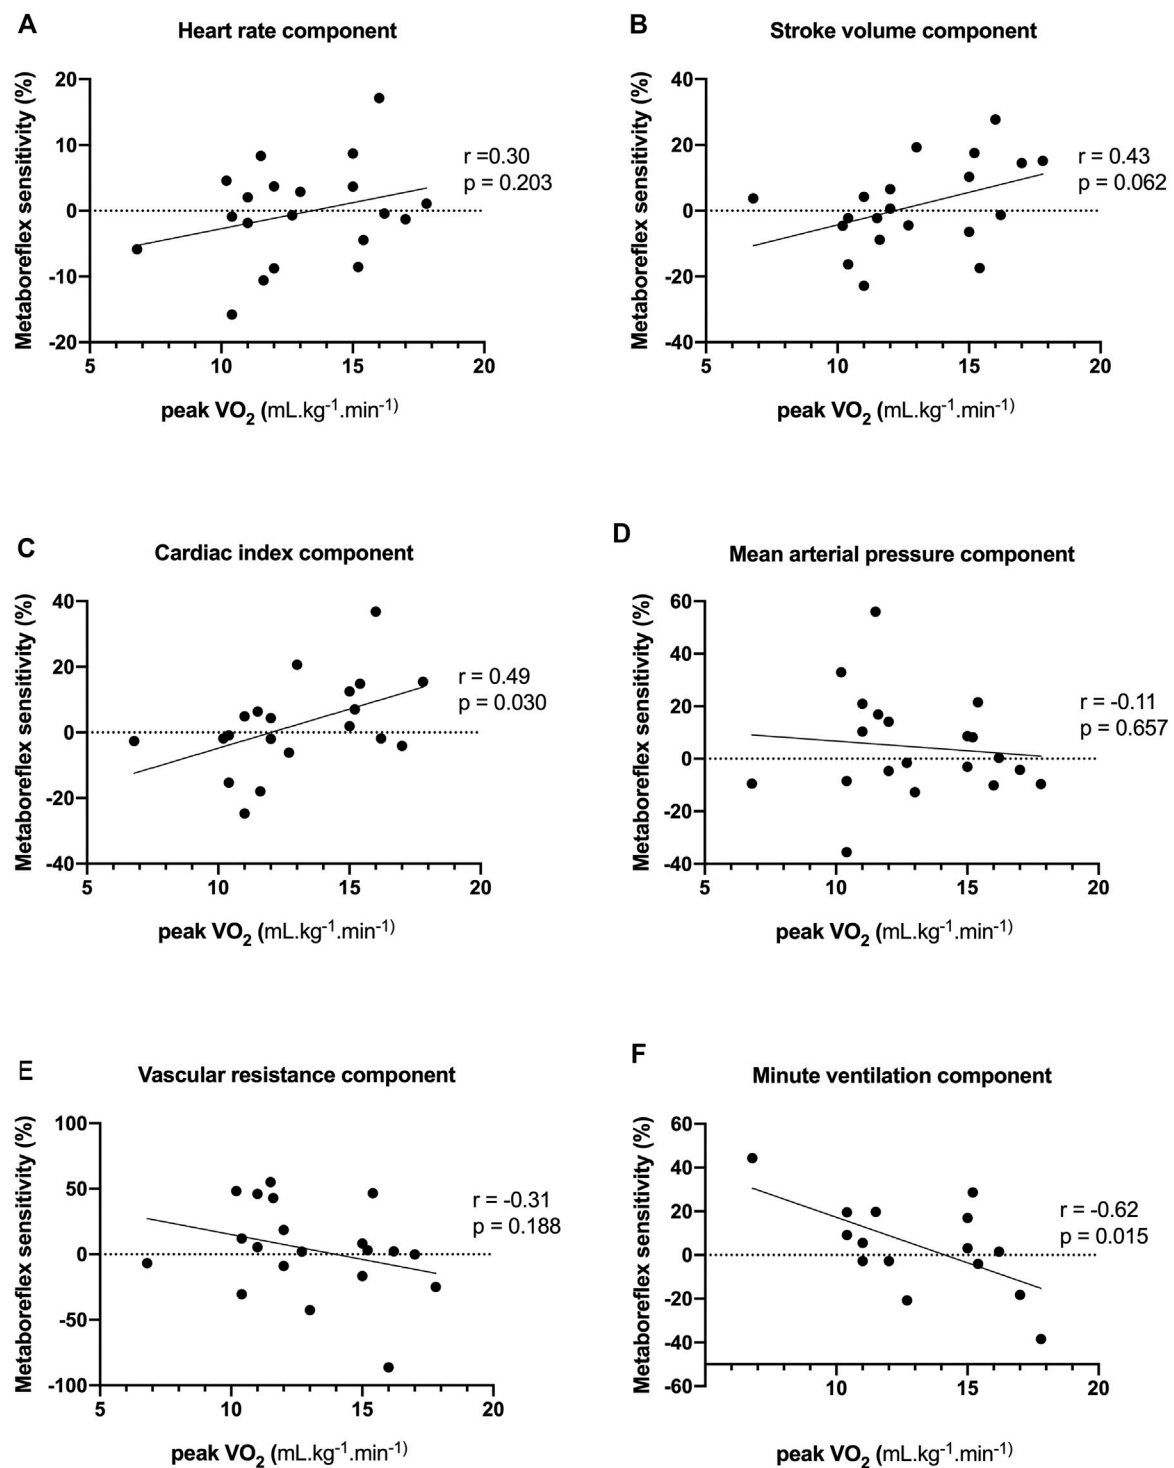 A
Heart rate component
Metaboreflex sensitivity (%)
20
10
0
-10
-20
r =0.30
p = 0.203
5
10
15
20
peak VO2 (mL.kg-1.min-1)
B
Stroke volume component
Metaboreflex sensitivity (%)
40
20
0
-20
-40
r = 0.43
p = 0.062
5
10
15
20
peak VO2 (mL.kg-1.min-1)
C
Cardiac index component
Metaboreflex sensitivity (%)
40
20
0
-20
-40
r = 0.49
p = 0.030
5
10
15
20
peak VO2 (mL.kg-1.min-1)
D
Mean arterial pressure component
Metaboreflex sensitivity (%)
60
40
20
0
-20
-40
r = -0.11
p = 0.657
5
10
15
20
peak VO2 (mL.kg-1.min-1)
E
Vascular resistance component
Metaboreflex sensitivity (%)
100
50
0
-50
-100
r = -0.31
p = 0.188
5
10
15
20
peak VO2 (mL.kg-1.min-1)
F
Minute ventilation component
Metaboreflex sensitivity (%)
60
40
20
0
-20
-40
-60
r = -0.62
p = 0.015
10
15
20
peak VO2 (mL.kg-1.min-1)